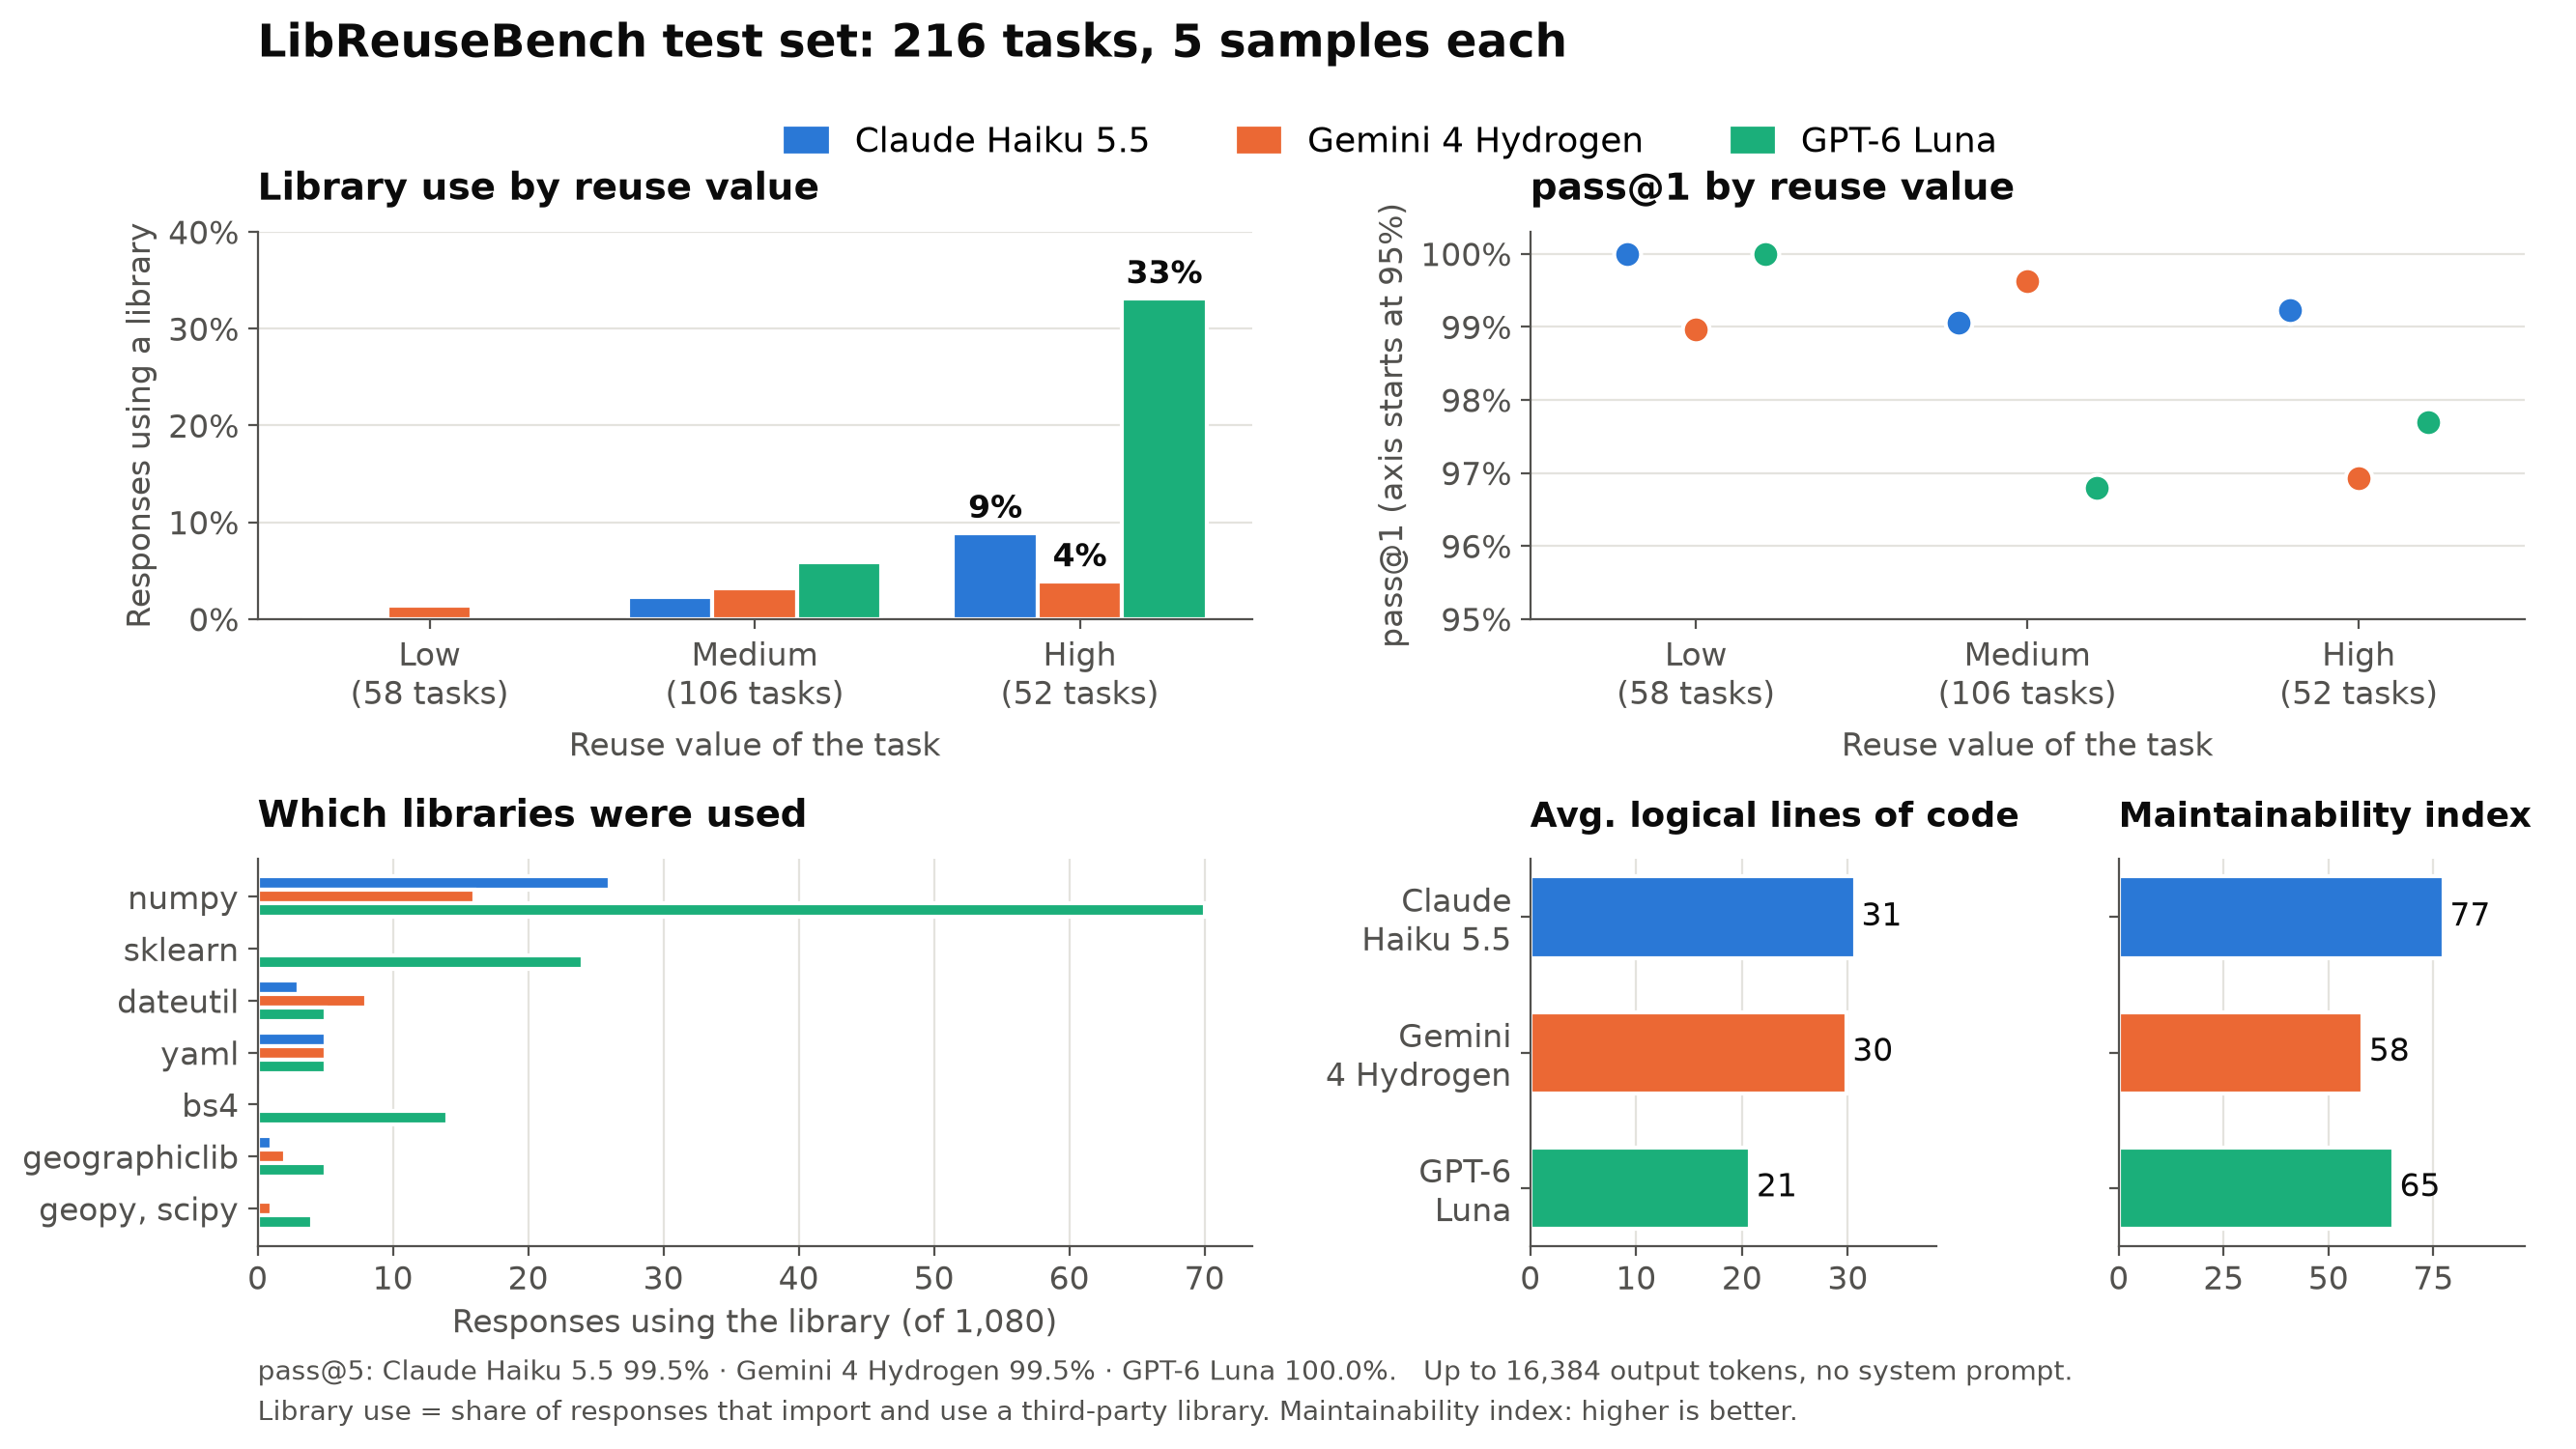 LibReuseBench test set: 216 tasks, 5 samples each
Claude Haiku 5.5
Gemini 4 Hydrogen
GPT-6 Luna
Library use by reuse value
Responses using a library
40%
30%
20%
10%
0%
33%
9%
4%
Low
(58 tasks)
Medium
(106 tasks)
High
(52 tasks)
Reuse value of the task
pass@1 by reuse value
pass@1 (axis starts at 95%)
100%
99%
98%
97%
96%
95%
Low
(58 tasks)
Medium
(106 tasks)
High
(52 tasks)
Reuse value of the task
Which libraries were used
numpy
sklearn
dateutil
yaml
bs4
geographiclib
geopy, scipy
0 10 20 30 40 50 60 70
Responses using the library (of 1,080)
Avg. logical lines of code
Claude
Haiku 5.5
31
Gemini
4 Hydrogen
30
GPT-6
Luna
21
0 10 20 30
Maintainability index
77
58
65
0 25 50 75
pass@5: Claude Haiku 5.5 99.5% · Gemini 4 Hydrogen 99.5% · GPT-6 Luna 100.0%. Up to 16,384 output tokens, no system prompt.
Library use = share of responses that import and use a third-party library. Maintainability index: higher is better.